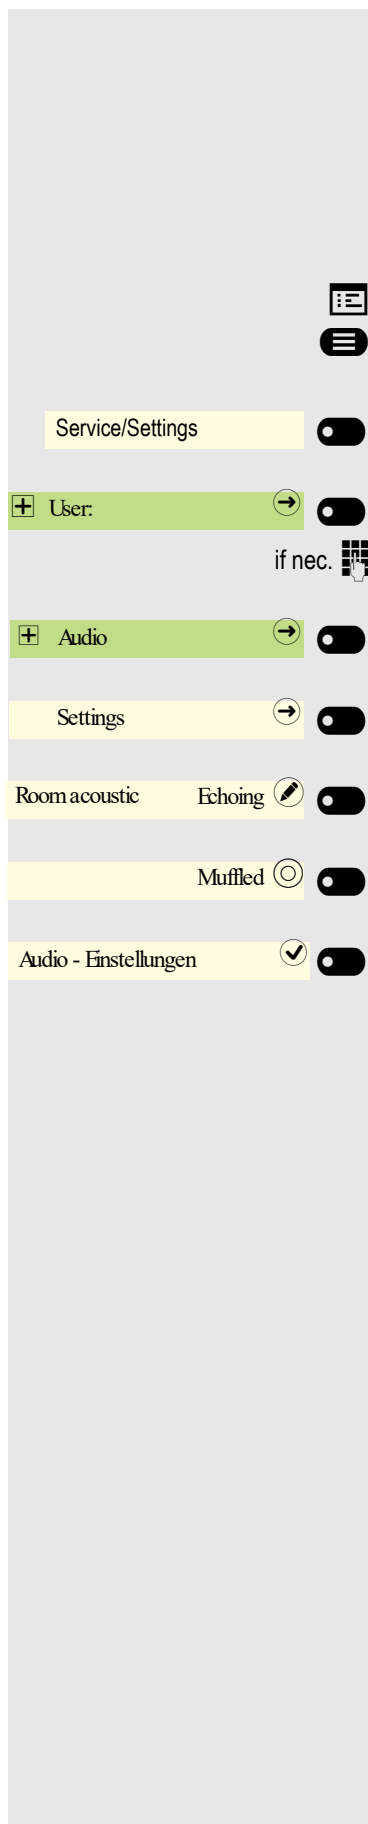 Service/Settings
User:
if nec.
Audio
Settings
Room acoustic Echoing
Muffled
Audio - Einstellungen